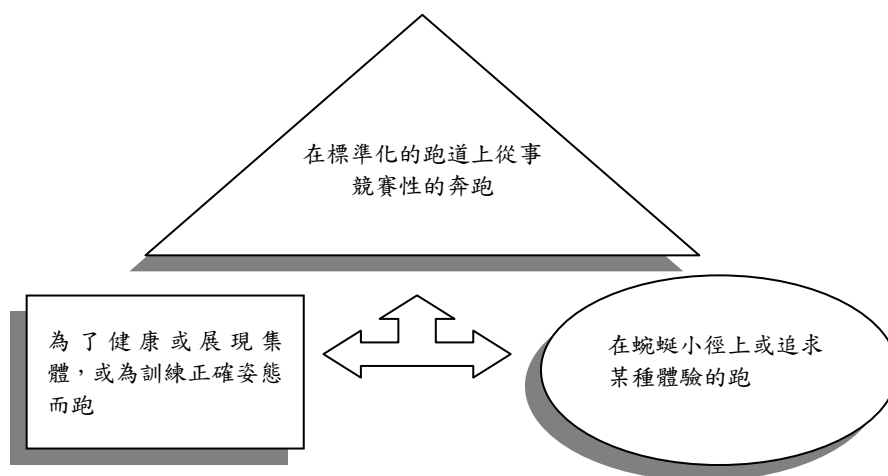 在標準化的跑道上從事
競賽性的奔跑
為了健康或展現集
體，或為訓練正確姿態
而跑
在蜿蜒小徑上或追求
某種體驗的跑